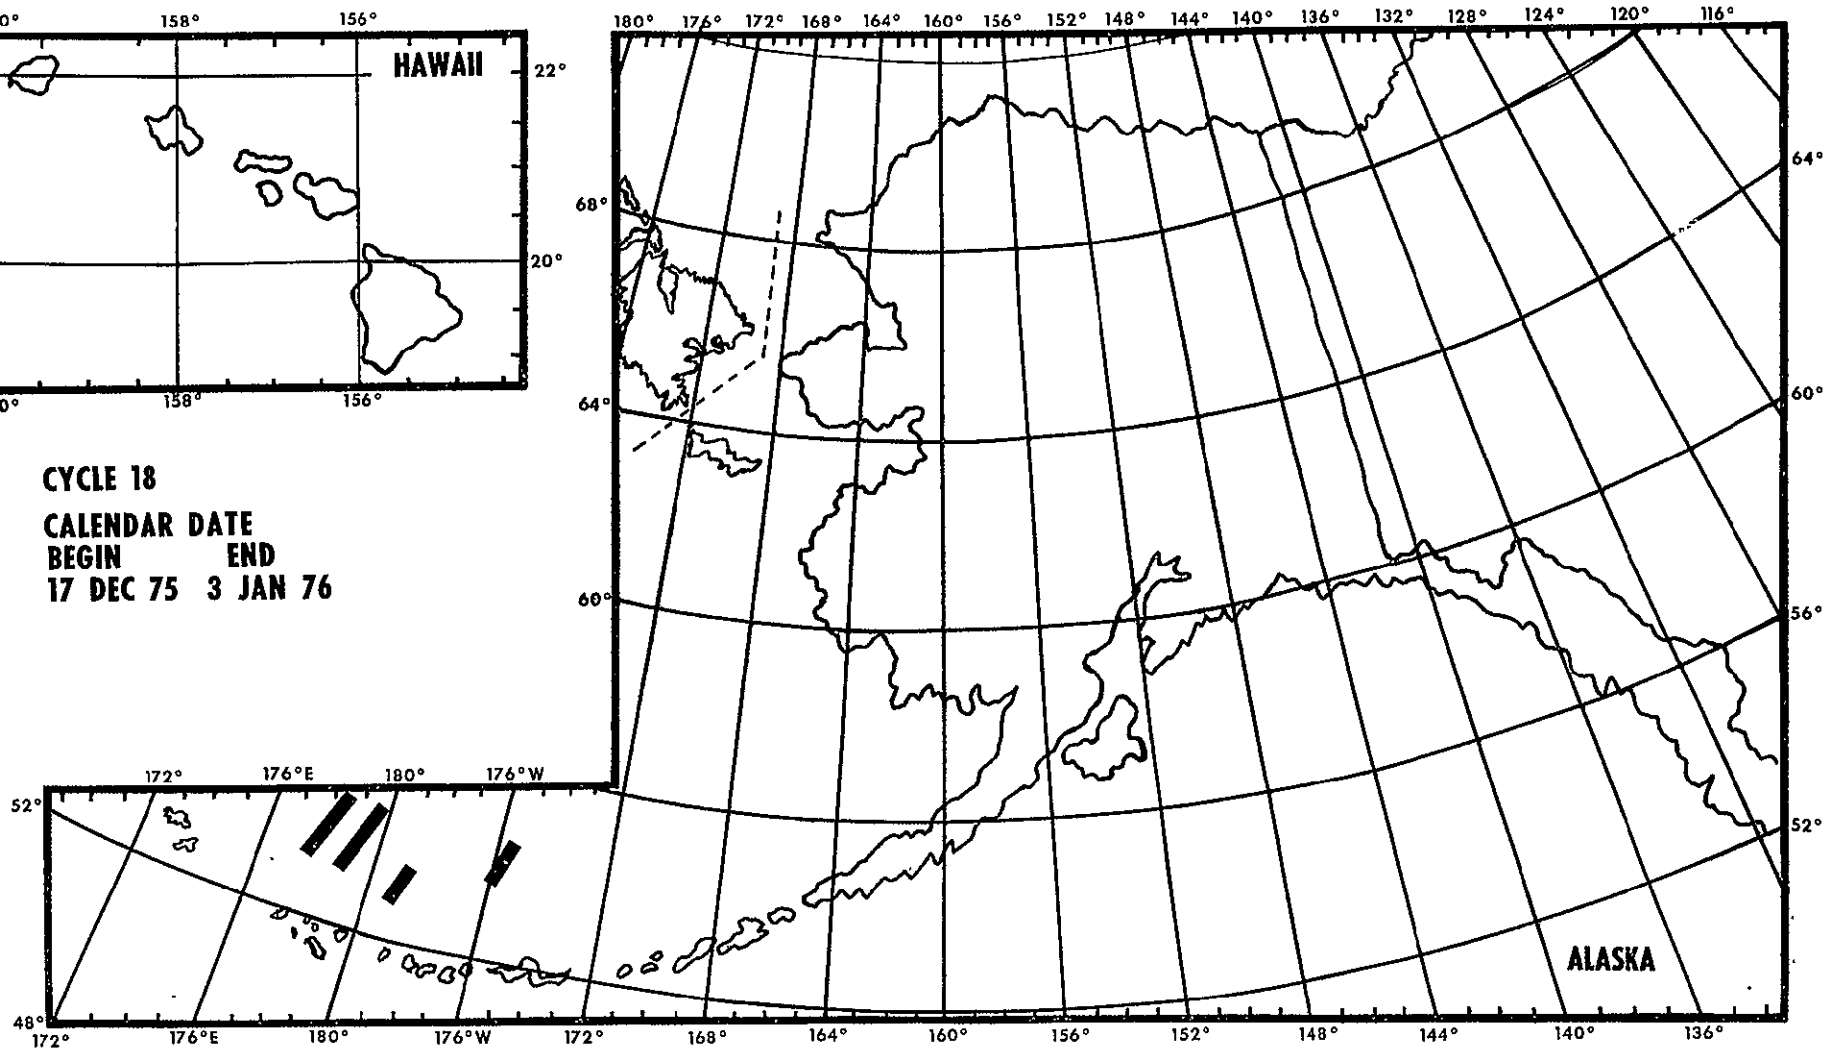 0° 158° 156°
180° 176° 172° 168° 164° 160° 156° 152° 148° 144° 140° 136° 132° 128° 124° 120° 116°
HAWAII
22°
20°
0° 158° 156°
68°
64°
60°
64°
60°
56°
52°
CYCLE 18
CALENDAR DATE
BEGIN END
17 DEC 75 3 JAN 76
172° 176°E 180° 176°W
52°
48°
ALASKA
172° 176°E 180° 176°W 172° 168° 164° 160° 156° 152° 148° 144° 140° 136°